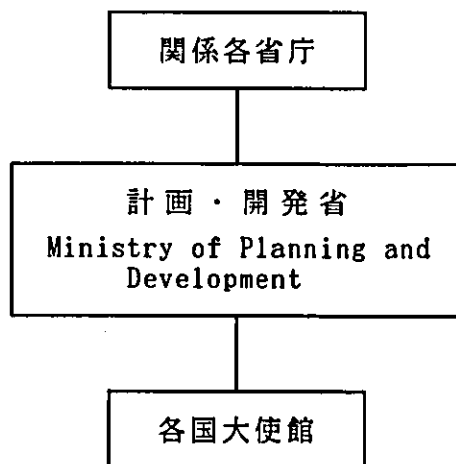 関係各省庁
計画・開発省
Ministry of Planning and
Development
各国大使館